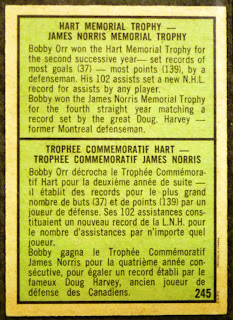 HART MEMORIAL TROPHY —
JAMES NORRIS MEMORIAL TROPHY
Bobby Orr won the Hart Memorial Trophy for
the second successive year— set records of
most goals (37) — most points (139), by a
defenseman. His 102 assists set a new N.H.L.
record for assists by any player.
Bobby won the James Norris Memorial Trophy
for the fourth straight year matching a
record set by the great Doug. Harvey —
former Montreal defenseman.
TROPHEE COMMEMORATIF HART —
TROPHEE COMMEMORATIF JAMES NORRIS
Bobby Orr décrocha le Trophée Commémora-
tif Hart pour la deuxième année de suite —
il établit des records pour le plus grand
nombre de buts (37) et de points (139) par
un joueur de défense. Ses 102 assistances cons-
tituaient un nouveau record de la L.N.H. pour
le nombre d'assistances par n'importe quel
joueur.
Bobby gagna le Trophée Commémoratif
James Norris pour la quatrième année con-
sécutive, pour égaler un record établi par le
fameux Doug Harvey, ancien joueur de
défense des Canadiens.
245